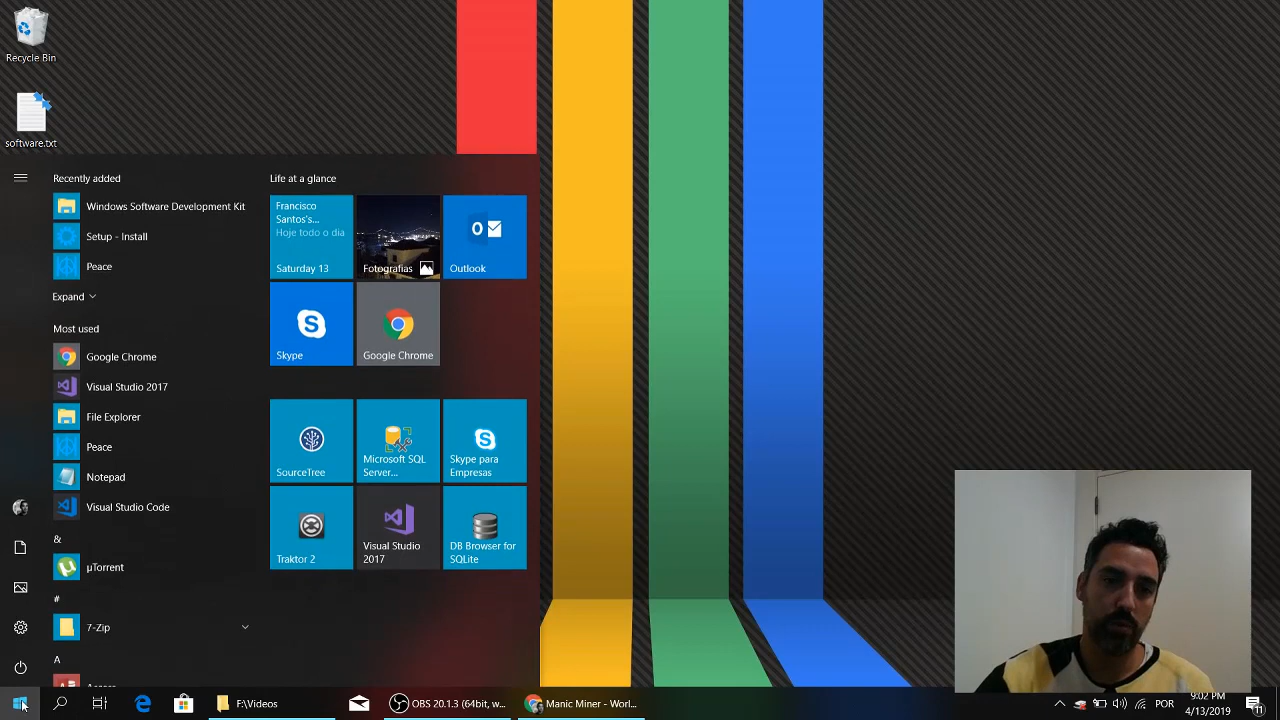 Recycle Bin
software.txt
Recently added
Windows Software Development Kit
Setup - Install
Peace
Expand
Most used
Google Chrome
Visual Studio 2017
File Explorer
Peace
Notepad
Visual Studio Code
&
µTorrent
#
7-Zip
A
Access
Life at a glance
Francisco
Santos's...
Hoje todo o dia
Saturday 13
Fotografias
Outlook
Skype
Google Chrome
SourceTree
Microsoft SQL
Server...
Skype para
Empresas
Traktor 2
Visual Studio
2017
DB Browser for
SQLite
F:\Videos
OBS 20.1.3 (64bit, w...
Manic Miner - Worl...
POR
9:02 PM
4/13/2019
11